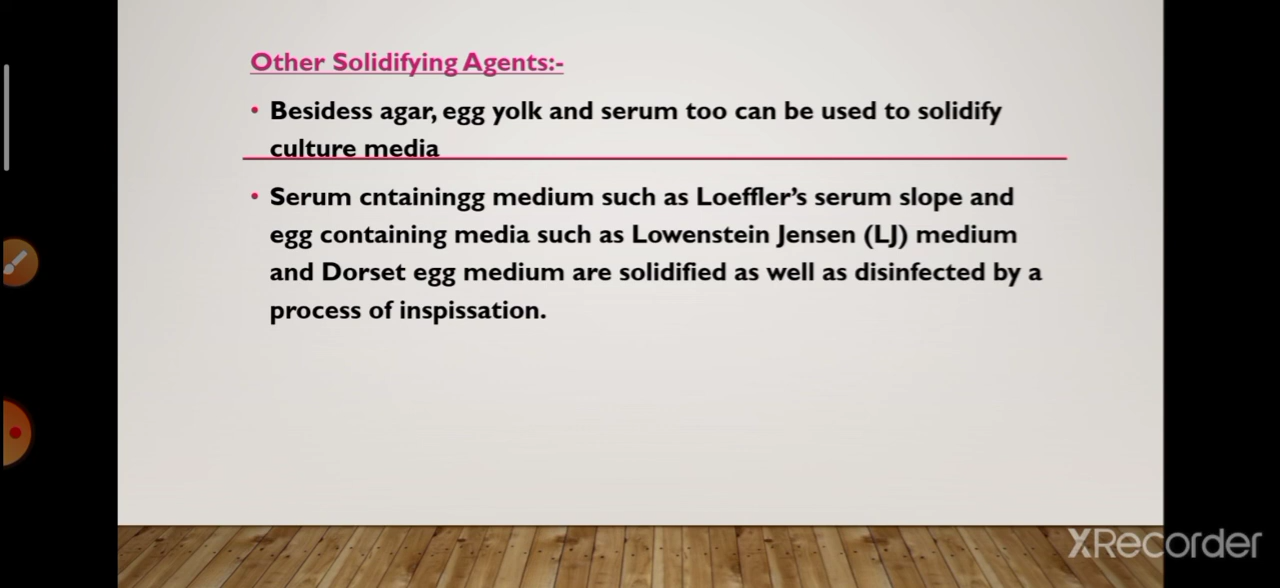 Other Solidifying Agents:-
• Besidess agar, egg yolk and serum too can be used to solidify
culture media
• Serum cntainingg medium such as Loeffler's serum slope and
egg containing media such as Lowenstein Jensen (LJ) medium
and Dorset egg medium are solidified as well as disinfected by a
process of inspissation.
XRecorder